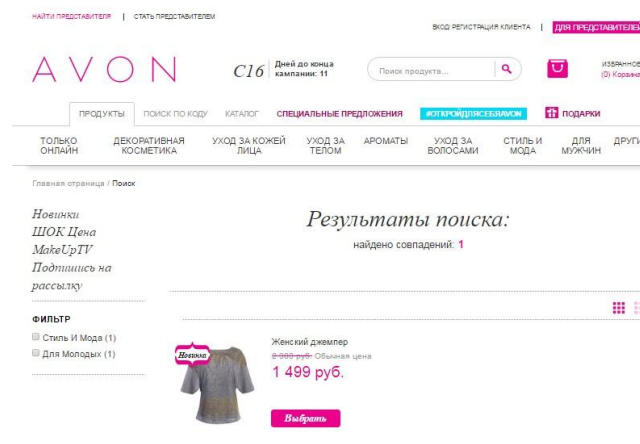 НАЙТИ ПРЕДСТАВИТЕЛЯ | СТАТЬ ПРЕДСТАВИТЕЛЕМ
ВХОД/РЕГИСТРАЦИЯ КЛИЕНТА | ДЛЯ ПРЕДСТАВИТЕЛЕЙ
AVON
C16 Дней до конца кампании: 11
Поиск продукта...
ИЗБРАННОЕ
(0) Корзина
ПРОДУКТЫ ПОИСК ПО КОДУ КАТАЛОГ СПЕЦИАЛЬНЫЕ ПРЕДЛОЖЕНИЯ #ОТКРОЙДЛЯСЕБЯAVON ПОДАРКИ
ТОЛЬКО ОНЛАЙН ДЕКОРАТИВНАЯ КОСМЕТИКА УХОД ЗА КОЖЕЙ ЛИЦА УХОД ЗА ТЕЛОМ АРОМАТЫ УХОД ЗА ВОЛОСАМИ СТИЛЬ И МОДА ДЛЯ МУЖЧИН ДРУГИ
Главная страница / Поиск
Новинки
ШОК Цена
MakeUpTV
Подпишись на
рассылку
Результаты поиска:
найдено совпадений: 1
ФИЛЬТР
Стиль И Мода (1)
Для Молодых (1)
Новинка
Женский джемпер
Обычная цена
1 499 руб.
Выбрать